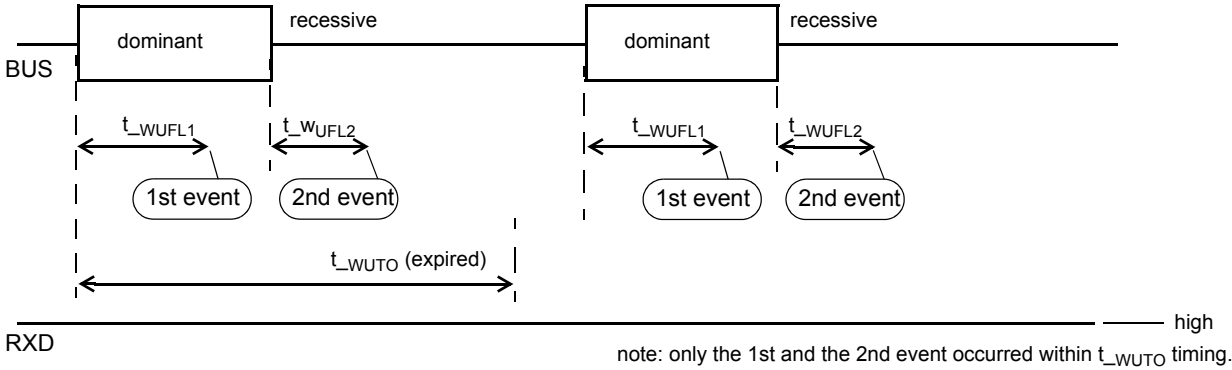 recessive
recessive
dominant
dominant
BUS
t_WUFL1
t_wUFL2
t_WUFL1
t_WUFL2
1st event
2nd event
1st event
2nd event
t_WUTO (expired)
high
RXD
note: only the 1st and the 2nd event occurred within t_WUTO timing.